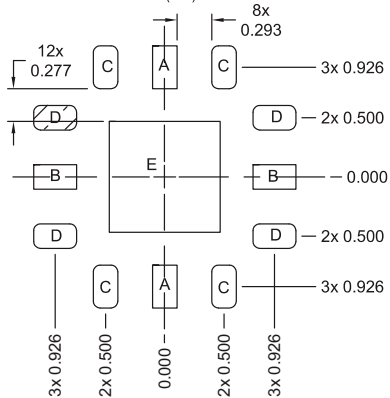 8x
0.293
12x
0.277
C A C 3x 0.926
D D 2x 0.500
B E B 0.000
D D 2x 0.500
C A C 3x 0.926
3x 0.926
2x 0.500
0.000
2x 0.500
3x 0.926